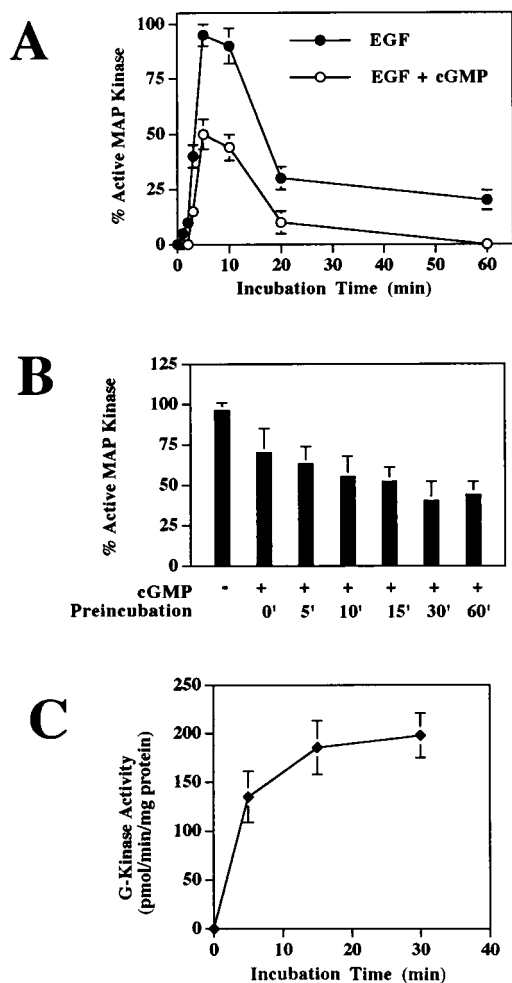 A
% Active MAP Kinase
100
75
50
25
0
EGF
EGF + cGMP
0 10 20 30 40 50 60
Incubation Time (min)
B
% Active MAP Kinase
125
100
75
50
25
0
cGMP - + + + + + +
Preincubation 0' 5' 10' 15' 30' 60'
C
G-Kinase Activity
(pmol/min/mg protein)
250
200
150
100
50
0
0 10 20 30 40
Incubation Time (min)